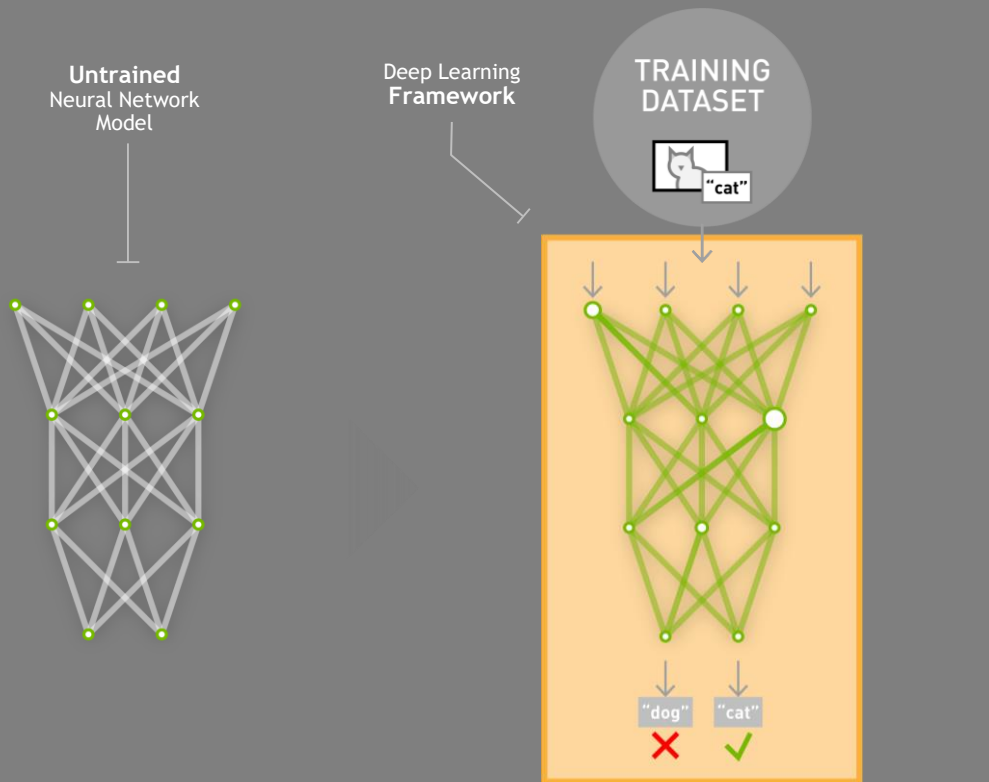 Untrained
Neural Network
Model
Deep Learning
Framework
TRAINING
DATASET
“cat”
“dog”
“cat”